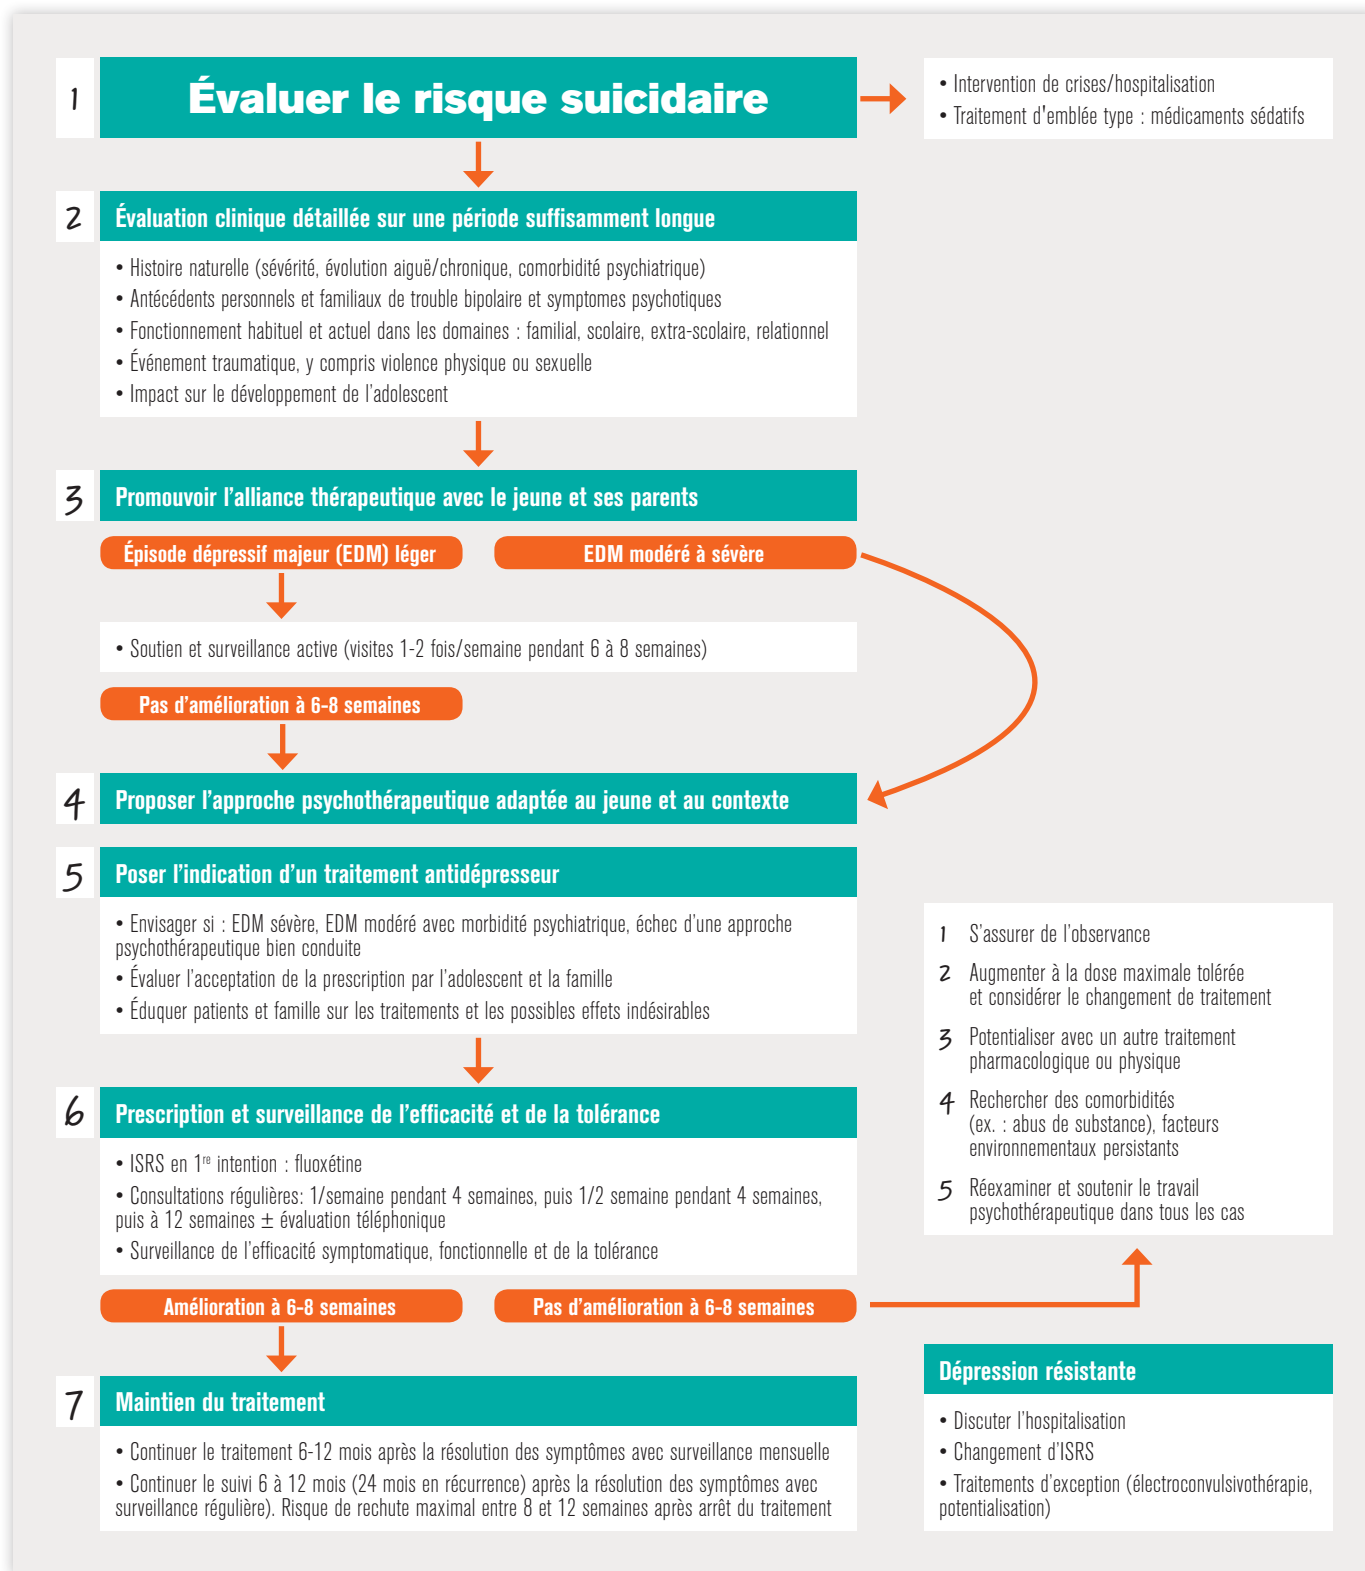 1
Évaluer le risque suicidaire
• Intervention de crises/hospitalisation
• Traitement d'emblée type : médicaments sédatifs
2
Évaluation clinique détaillée sur une période suffisamment longue
• Histoire naturelle (sévérité, évolution aiguë/chronique, comorbidité psychiatrique)
• Antécédents personnels et familiaux de trouble bipolaire et symptomes psychotiques
• Fonctionnement habituel et actuel dans les domaines : familial, scolaire, extra-scolaire, relationnel
• Événement traumatique, y compris violence physique ou sexuelle
• Impact sur le développement de l’adolescent
3
Promouvoir l’alliance thérapeutique avec le jeune et ses parents
Épisode dépressif majeur (EDM) léger
EDM modéré à sévère
• Soutien et surveillance active (visites 1-2 fois/semaine pendant 6 à 8 semaines)
Pas d’amélioration à 6-8 semaines
4
Proposer l’approche psychothérapeutique adaptée au jeune et au contexte
5
Poser l’indication d’un traitement antidépresseur
• Envisager si : EDM sévère, EDM modéré avec morbidité psychiatrique, échec d’une approche
psychothérapeutique bien conduite
• Évaluer l’acceptation de la prescription par l’adolescent et la famille
• Éduquer patients et famille sur les traitements et les possibles effets indésirables
6
Prescription et surveillance de l’efficacité et de la tolérance
• ISRS en 1re intention : fluoxétine
• Consultations régulières: 1/semaine pendant 4 semaines, puis 1/2 semaine pendant 4 semaines,
puis à 12 semaines ± évaluation téléphonique
• Surveillance de l’efficacité symptomatique, fonctionnelle et de la tolérance
Amélioration à 6-8 semaines
Pas d’amélioration à 6-8 semaines
1 S’assurer de l’observance
2 Augmenter à la dose maximale tolérée
et considérer le changement de traitement
3 Potentialiser avec un autre traitement
pharmacologique ou physique
4 Rechercher des comorbidités
(ex. : abus de substance), facteurs
environnementaux persistants
5 Réexaminer et soutenir le travail
psychothérapeutique dans tous les cas
7
Maintien du traitement
• Continuer le traitement 6-12 mois après la résolution des symptômes avec surveillance mensuelle
• Continuer le suivi 6 à 12 mois (24 mois en récurrence) après la résolution des symptômes avec
surveillance régulière). Risque de rechute maximal entre 8 et 12 semaines après arrêt du traitement
Dépression résistante
• Discuter l’hospitalisation
• Changement d’ISRS
• Traitements d’exception (électroconvulsivothérapie,
potentialisation)